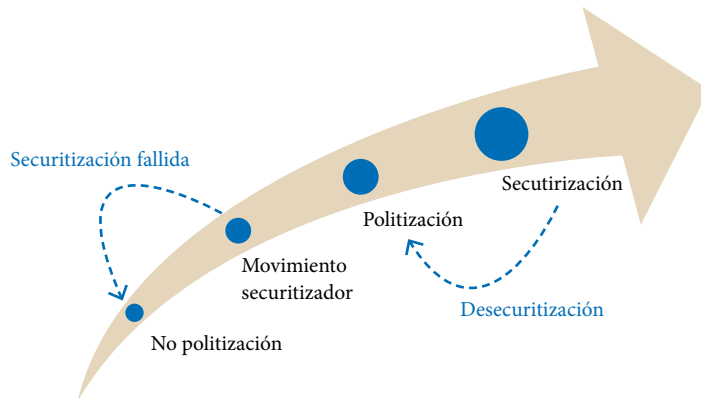 Securitización fallida
Secutirización
Politización
Movimiento
securitizador
Desecuritización
No politización